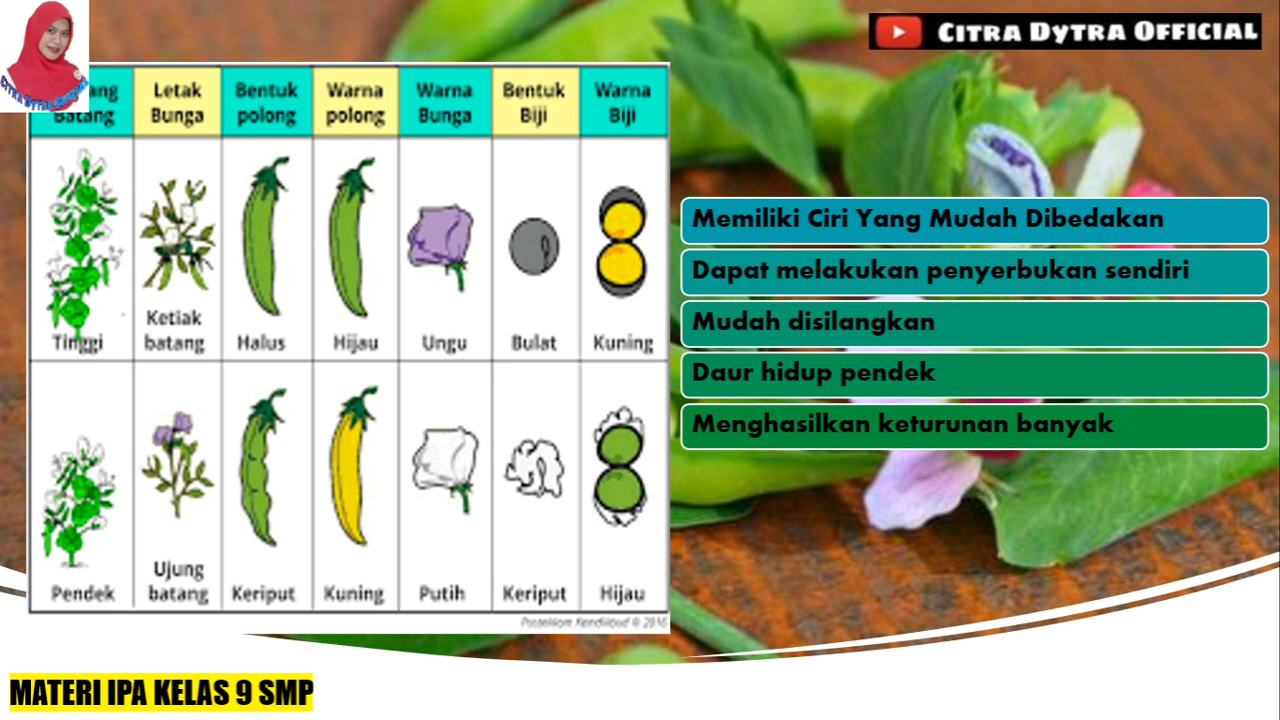 CITRA DYTRA OFFICIAL
Batang
Letak Bunga
Bentuk polong
Warna polong
Warna Bunga
Bentuk Biji
Warna Biji
Tinggi
Ketiak batang
Halus
Hijau
Ungu
Bulat
Kuning
Pendek
Ujung batang
Keriput
Kuning
Putih
Keriput
Hijau
Memiliki Ciri Yang Mudah Dibedakan
Dapat melakukan penyerbukan sendiri
Mudah disilangkan
Daur hidup pendek
Menghasilkan keturunan banyak
MATERI IPA KELAS 9 SMP